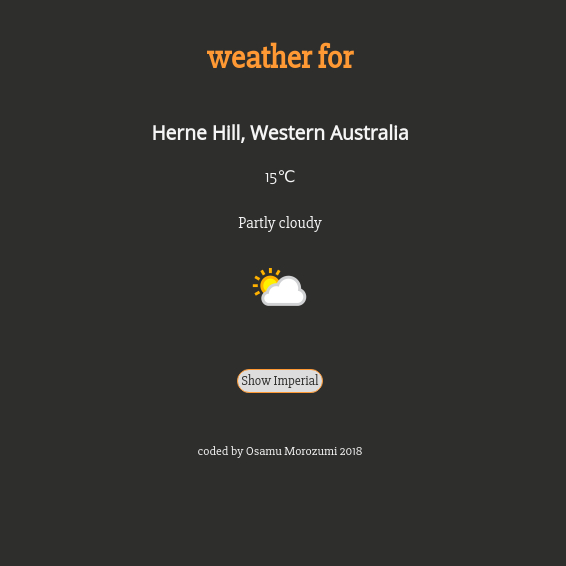 weather for
Herne Hill, Western Australia
15℃
Partly cloudy
Show Imperial
coded by Osamu Morozumi 2018